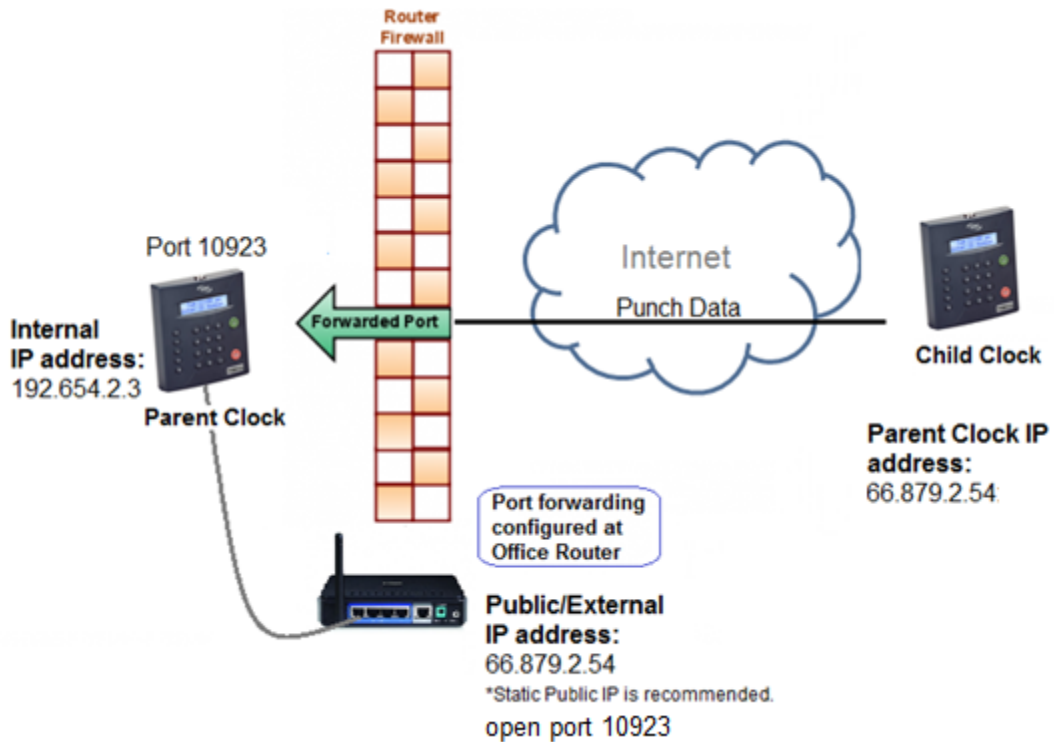 Router
Firewall
Port 10923
Internal
IP address:
192.654.2.3
Parent Clock
Forwarded Port
Internet
Punch Data
Child Clock
Parent Clock IP
address:
66.879.2.54
Port forwarding
configured at
Office Router
Public/External
IP address:
66.879.2.54
*Static Public IP is recommended.
open port 10923